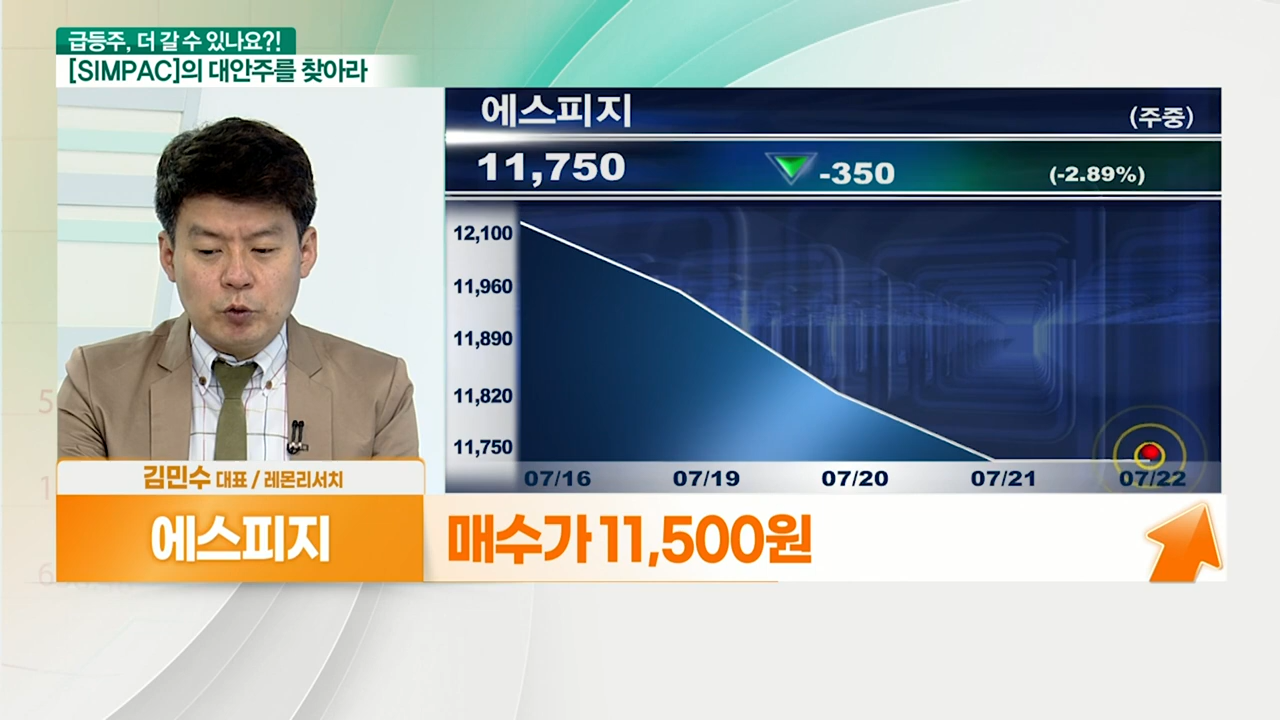 급등주, 더 갈 수 있나요?!
[SIMPAC]의 대안주를 찾아라
에스피지
(주중)
11,750
-350
(-2.89%)
12,100
11,960
11,890
11,820
11,750
07/16
07/19
07/20
07/21
07/22
김민수 대표 / 레몬리서치
에스피지
매수가 11,500원